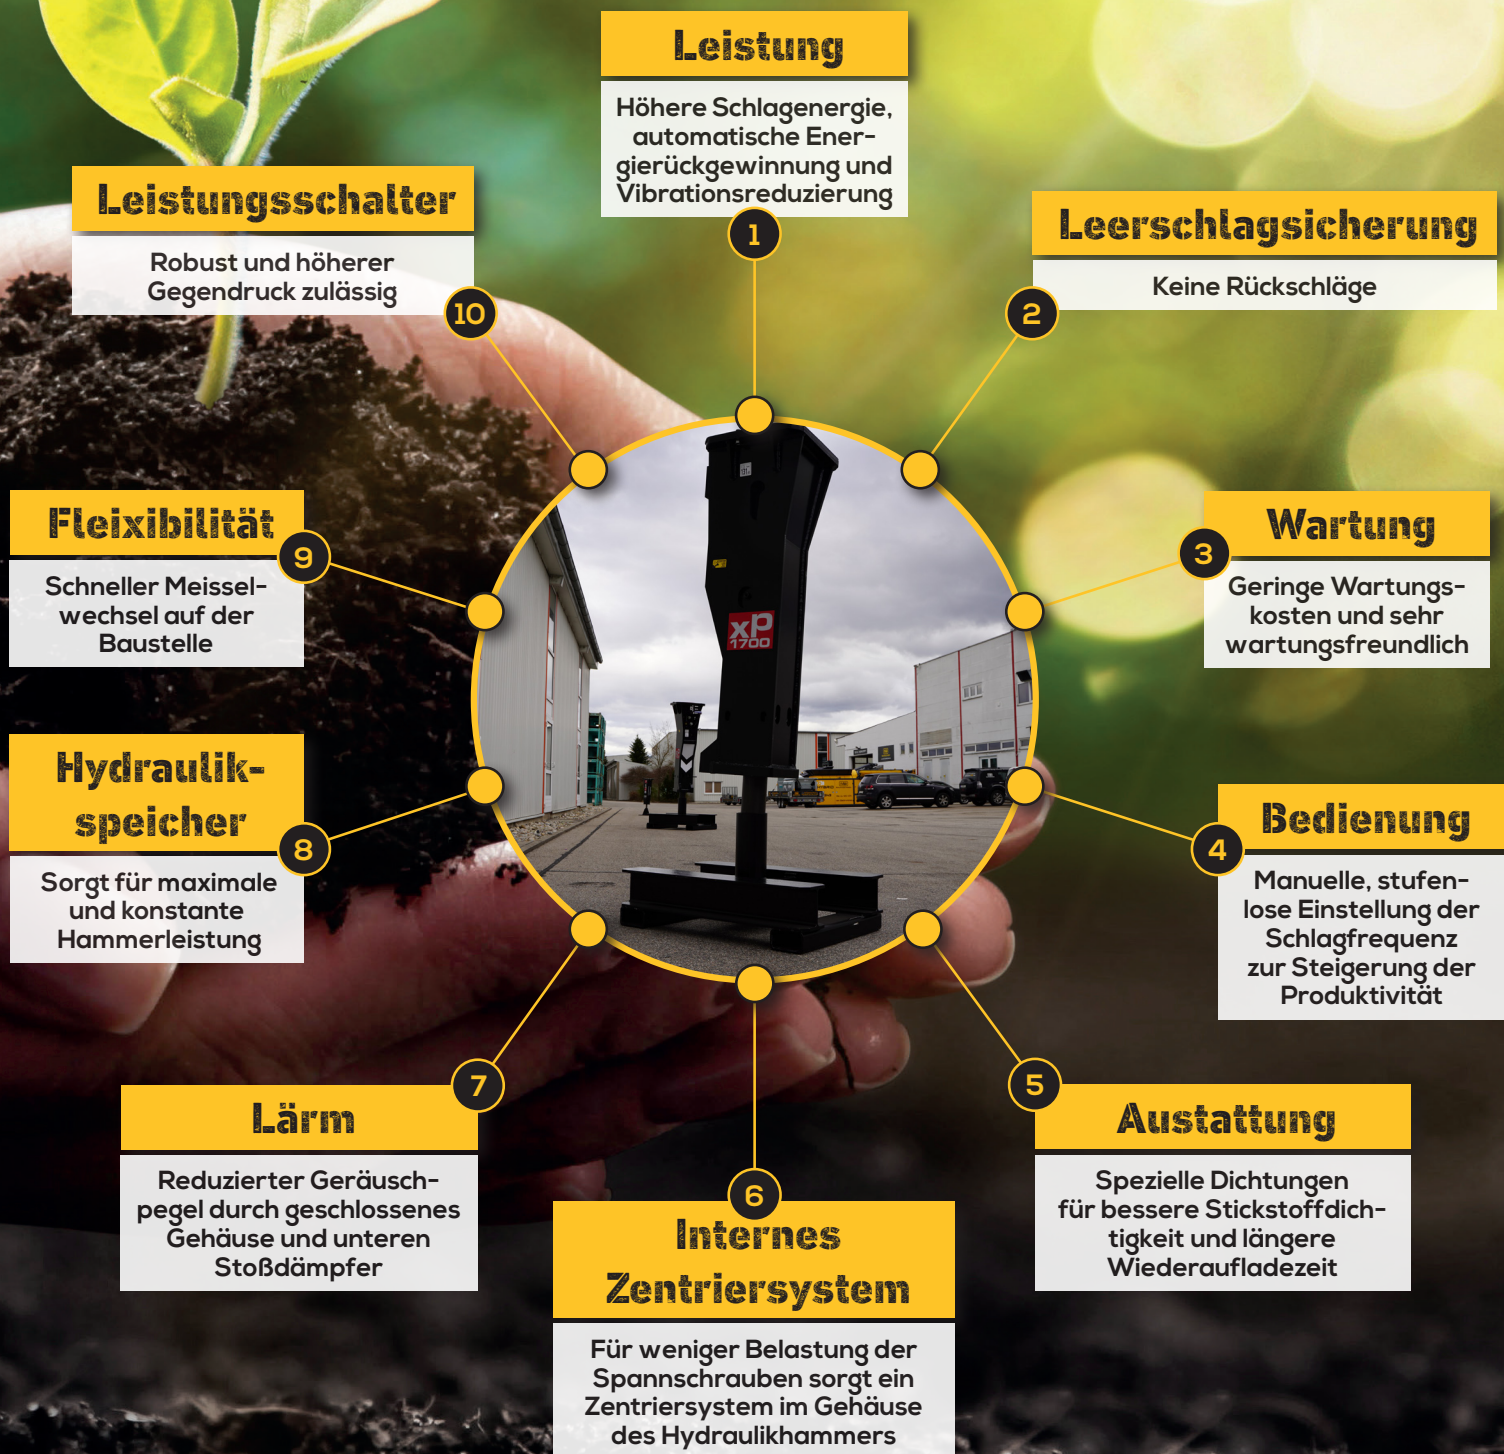 Leistung
Höhere Schlagenergie,
automatische Ener-
gierückgewinnung und
Vibrationsreduzierung
1
Leerschlagsicherung
Keine Rückschläge
2
Wartung
3
Geringe Wartungs-
kosten und sehr
wartungsfreundlich
Bedienung
4
Manuelle, stufen-
lose Einstellung der
Schlagfrequenz
zur Steigerung der
Produktivität
5
Austattung
Spezielle Dichtungen
für bessere Stickstoffdich-
tigkeit und längere
Wiederaufladezeit
6
Internes
Zentriersystem
Für weniger Belastung der
Spannschrauben sorgt ein
Zentriersystem im Gehäuse
des Hydraulikhammers
7
Lärm
Reduzierter Geräusch-
pegel durch geschlossenes
Gehäuse und unteren
Stoßdämpfer
Hydraulik-
speicher
8
Sorgt für maximale
und konstante
Hammerleistung
Fleixibilität
9
Schneller Meissel-
wechsel auf der
Baustelle
Leistungsschalter
Robust und höherer
Gegendruck zulässig
10
xP
1700